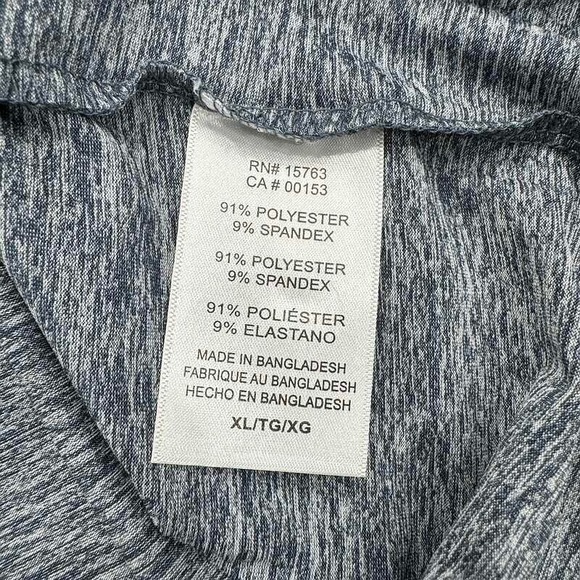 RN# 15763
CA # 00153
91% POLYESTER
9% SPANDEX
91% POLYESTER
9% SPANDEX
91% POLIÉSTER
9% ELASTANO
MADE IN BANGLADESH
FABRIQUE AU BANGLADESH
HECHO EN BANGLADESH
XL/TG/XG